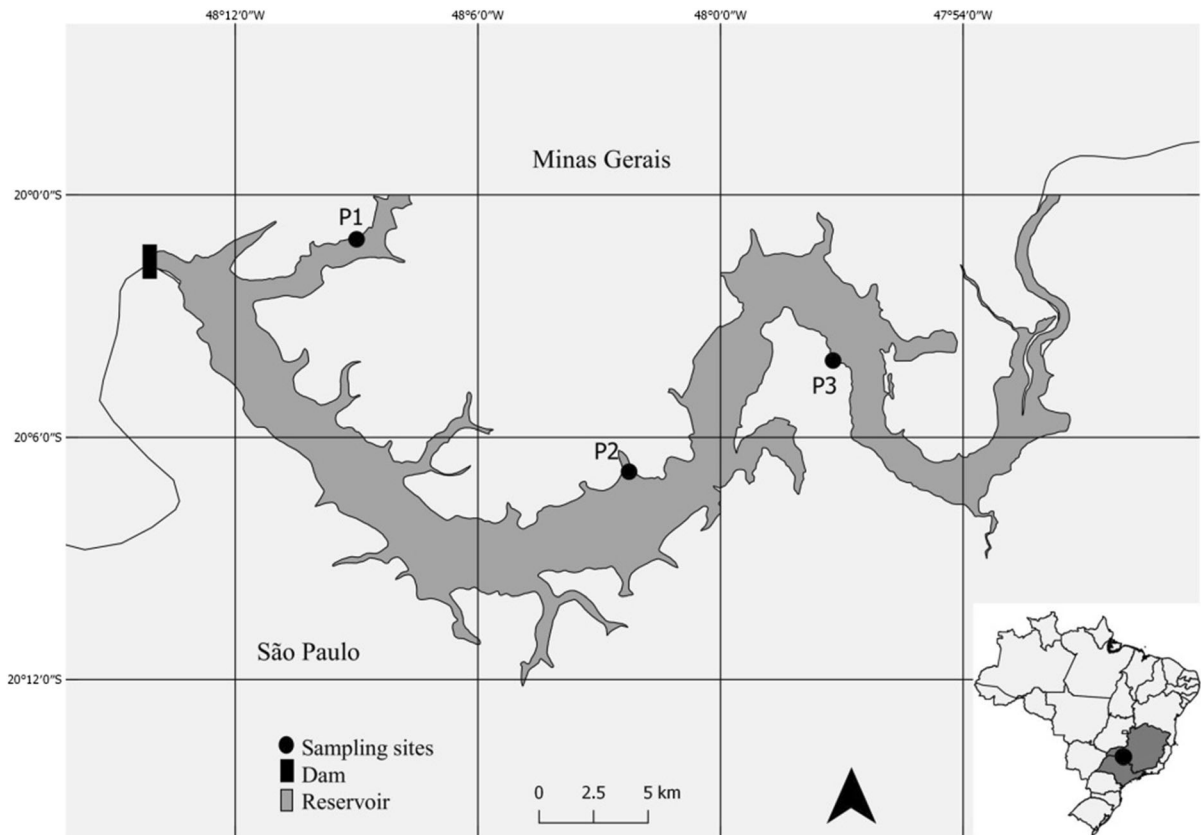 48°12'0"W 48°6'0"W 48°0'0"W 47°54'0"W
Minas Gerais
20°0'0"S
P1
P3
20°6'0"S
P2
São Paulo
20°12'0"S
Sampling sites
Dam
Reservoir
0 2.5 5 km